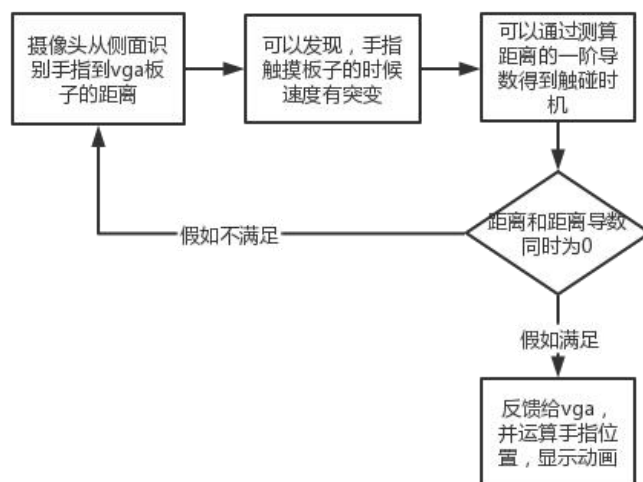 摄像头从侧面识
别手指到vga板
子的距离
可以发现，手指
触摸板子的时候
速度有突变
可以通过测算
距离的一阶导
数得到触碰时
机
距离和距离导数
同时为0
假如不满足
假如满足
反馈给vga，
并运算手指位
置，显示动画